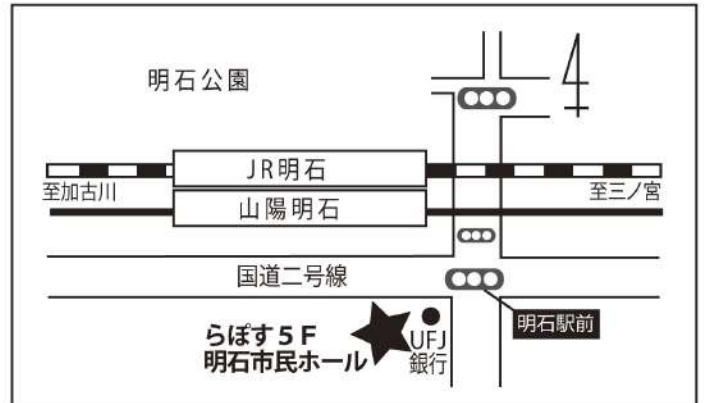 明石公園
JR明石
至加古川
至三ノ宮
山陽明石
国道二号線
明石駅前
らぽす5F
明石市民ホール
UFJ
銀行